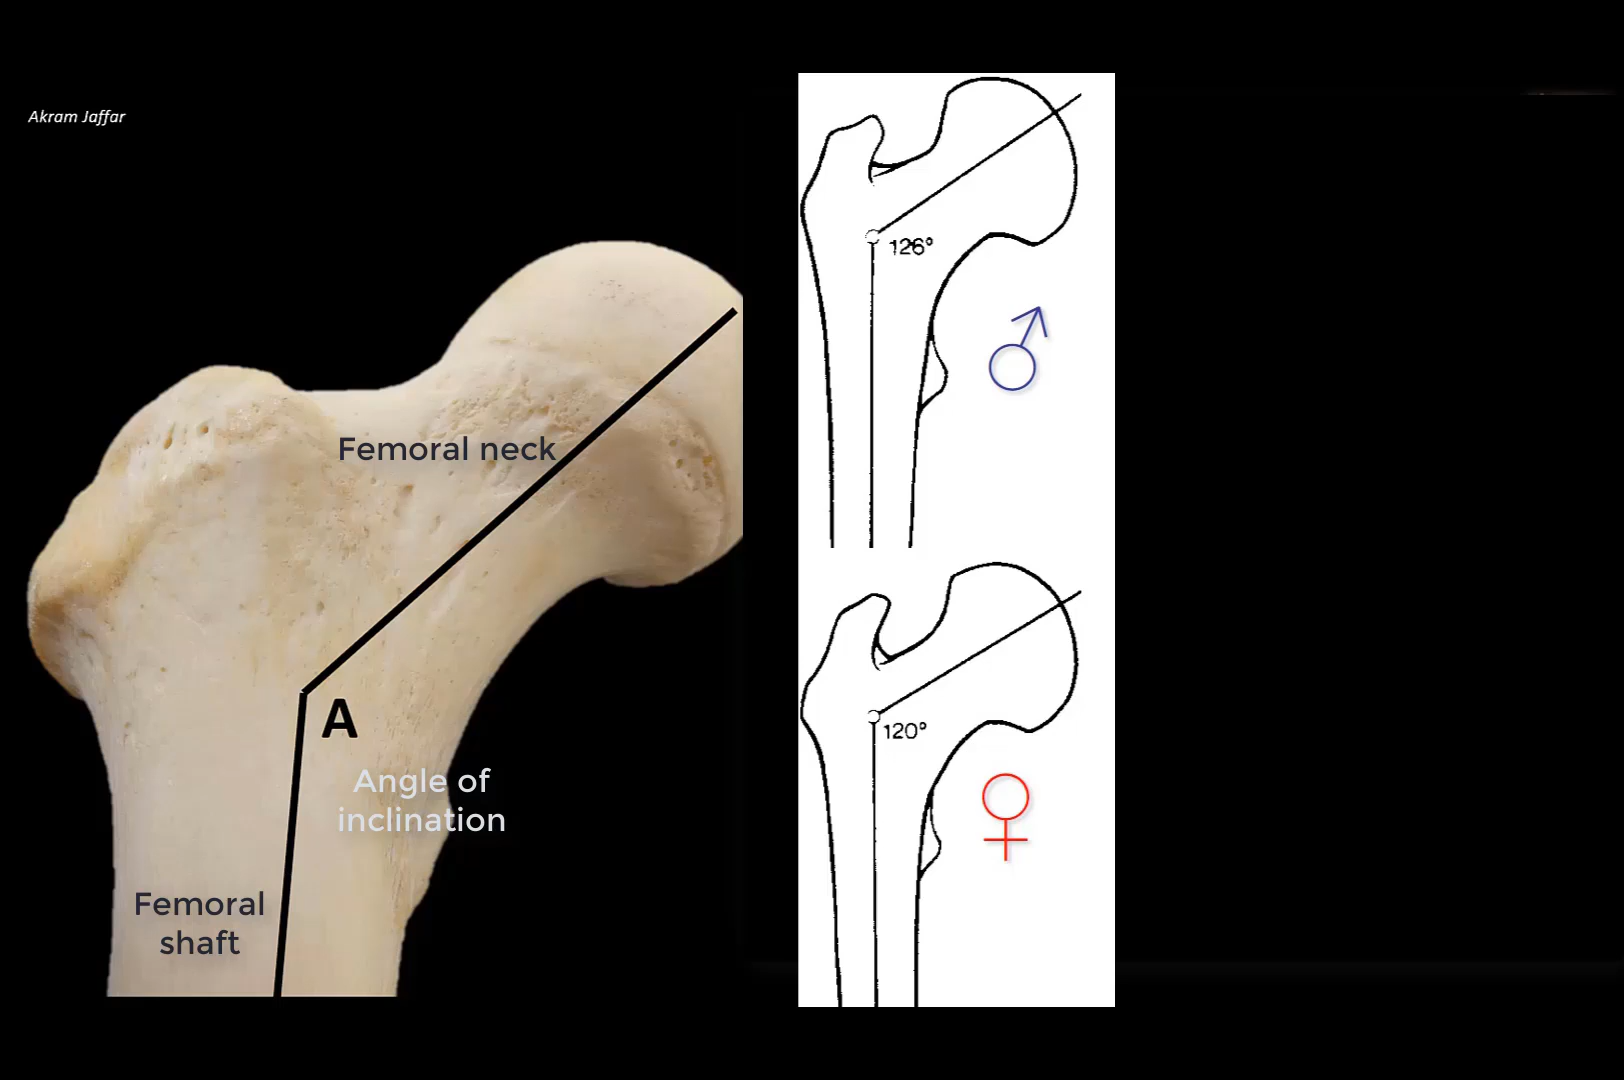 Akram Jaffar
Femoral neck
A
Angle of
inclination
Femoral
shaft
126°
120°